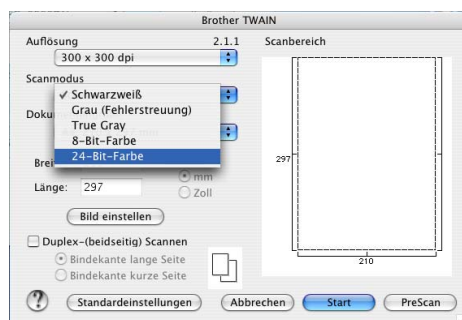 Brother TWAIN
Auflösung
2.1.1
300 x 300 dpi
Scanmodus
✓ Schwarzweiß
Grau (Fehlerstreuung)
True Gray
8-Bit-Farbe
24-Bit-Farbe
Doku
Brei
mm
Länge: 297
Zoll
Bild einstellen
Duplex-(beidseitig) Scannen
Bindekante lange Seite
Bindekante kurze Seite
Scanbereich
297
210
?
Standardeinstellungen
Abbrechen
Start
PreScan